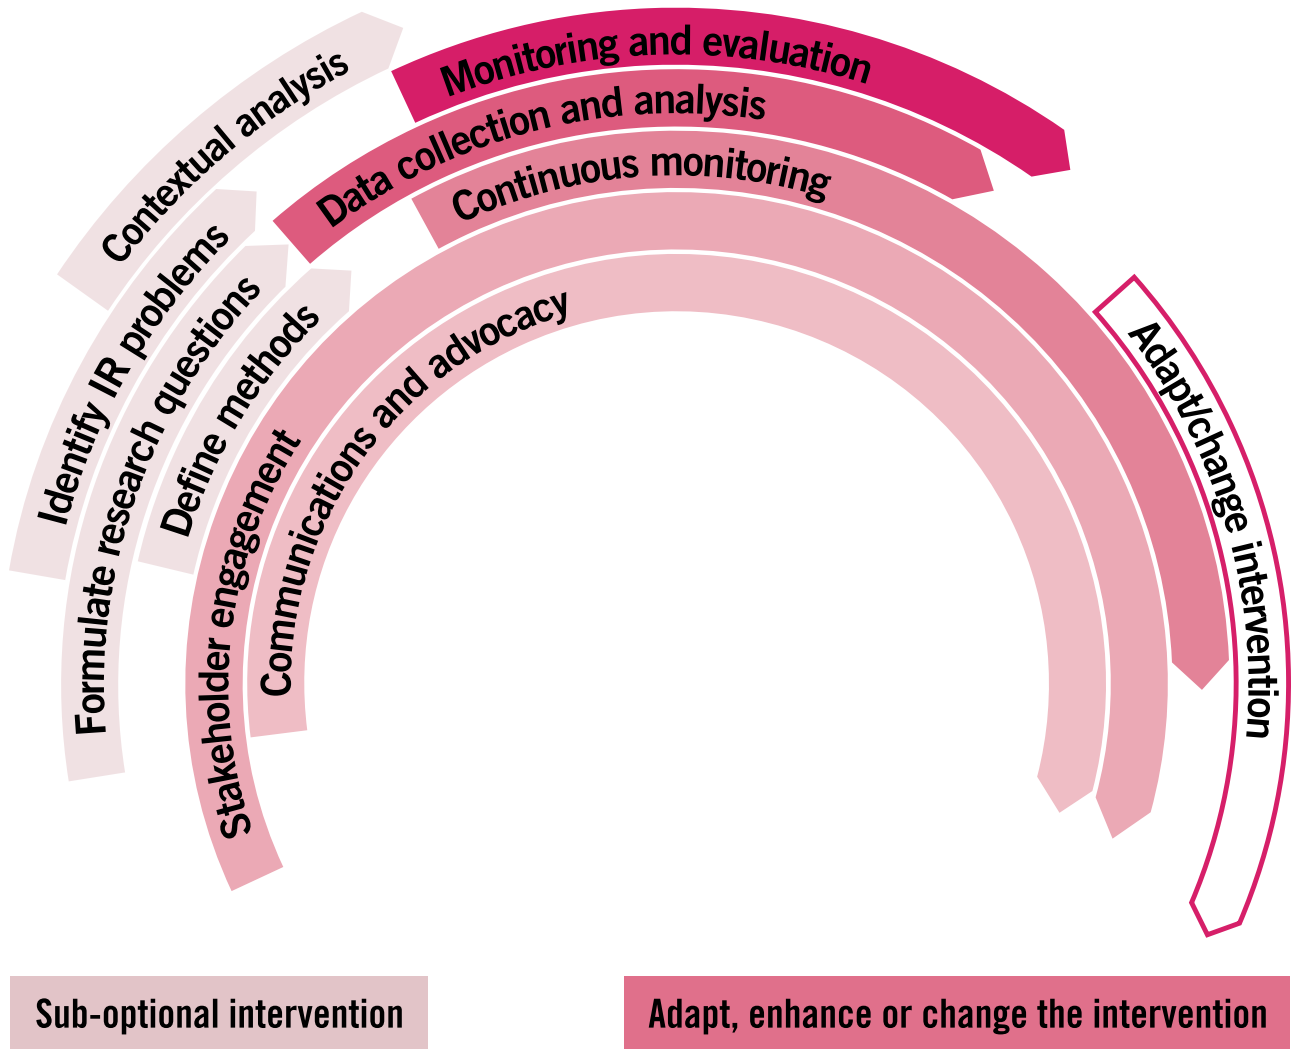 Contextual analysis
Monitoring and evaluation
Identify IR problems
Data collection and analysis
Formulate research questions
Continuous monitoring
Define methods
Stakeholder engagement
Communications and advocacy
Adapt/change intervention
Sub-optional intervention
Adapt, enhance or change the intervention